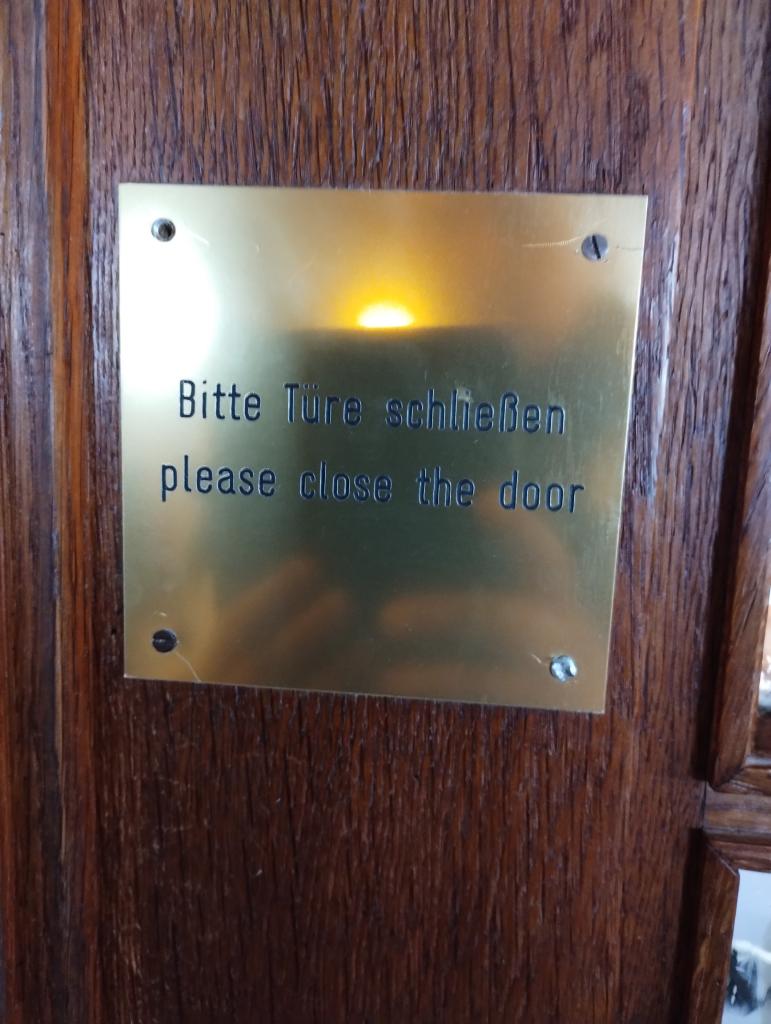 Bitte Türe schließen
please close the door